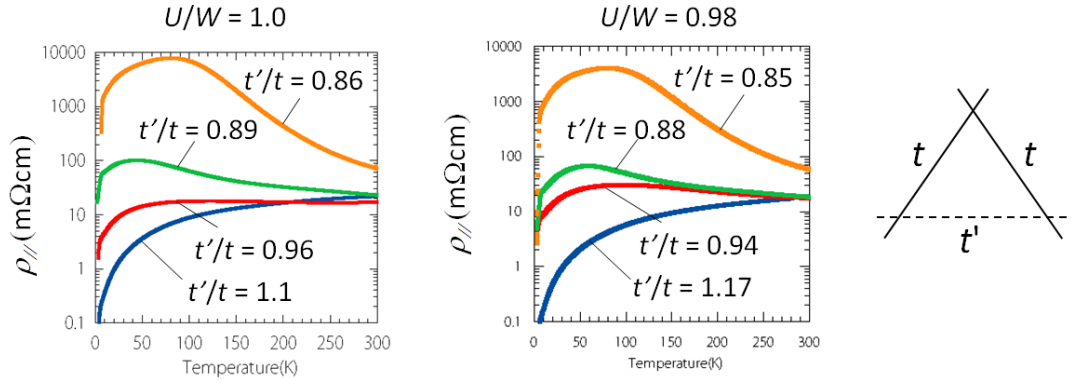 U/W = 1.0
10000
1000
100
10
1
0.1
ρ//(mΩcm)
t'/t = 0.86
t'/t = 0.89
t'/t = 0.96
t'/t = 1.1
0 50 100 150 200 250 300
Temperature(K)
U/W = 0.98
10000
1000
100
10
1
0.1
ρ//(mΩcm)
t'/t = 0.85
t'/t = 0.88
t'/t = 0.94
t'/t = 1.17
0 50 100 150 200 250 300
Temperature(K)
t t
t'